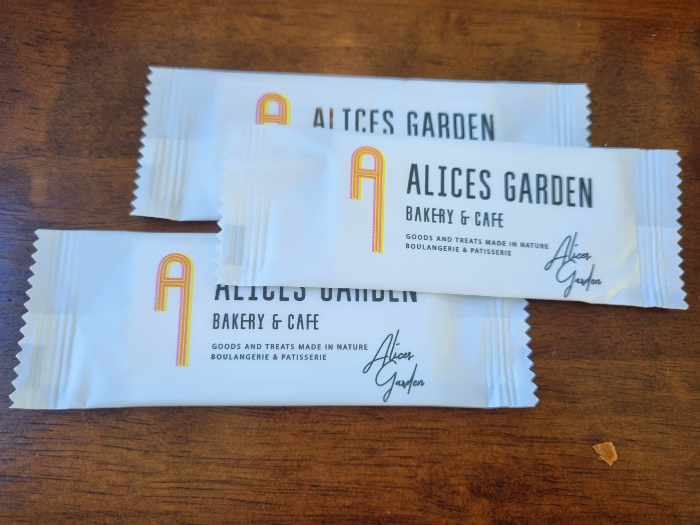 ALICES GARDEN
ALICES GARDEN
BAKERY & CAFE
GOODS AND TREATS MADE IN NATURE
BOULANGERIE & PATISSERIE
Alices
Garden
ALICES GARDEN
BAKERY & CAFE
GOODS AND TREATS MADE IN NATURE
BOULANGERIE & PATISSERIE
Alices
Garden